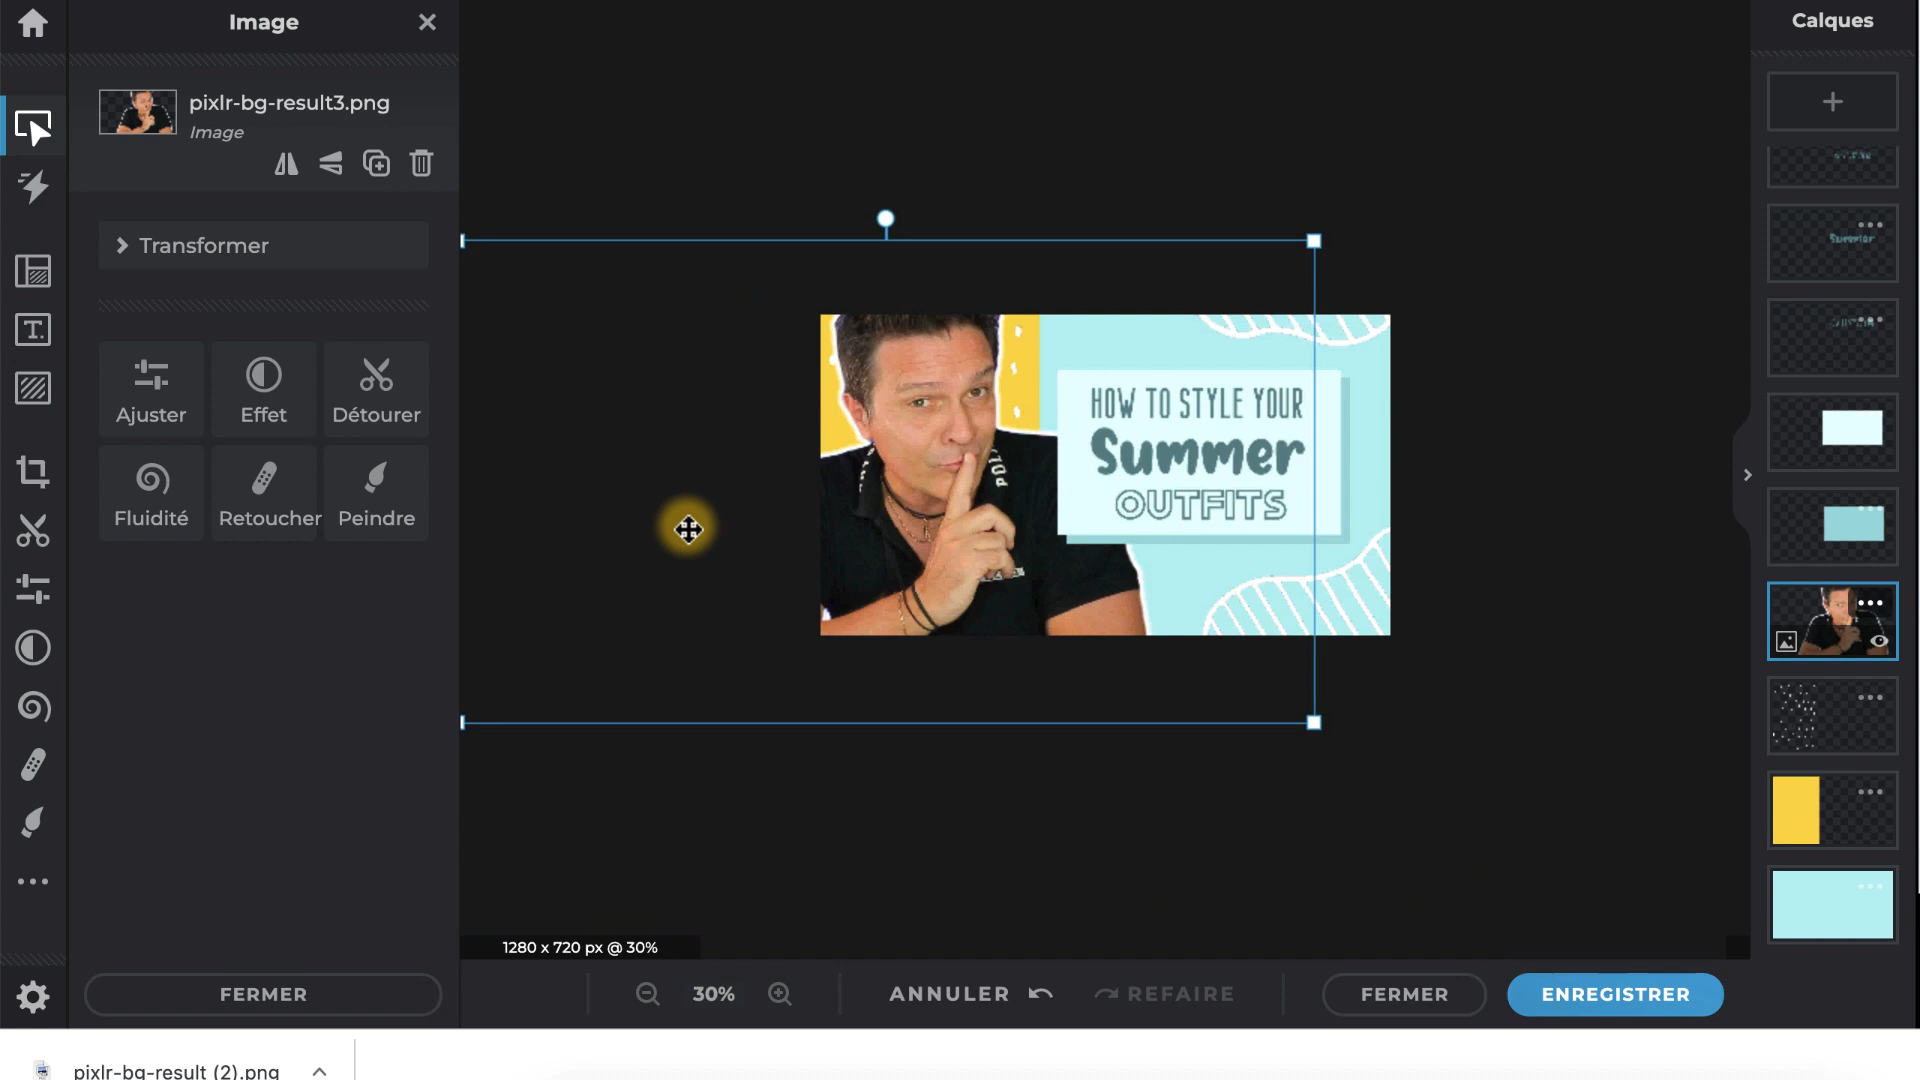 Image
Calques
pixlr-bg-result3.png
Image
Transformer
Ajuster
Effet
Détourer
Fluidité
Retoucher
Peindre
HOW TO STYLE YOUR
Summer
OUTFITS
Summer
1280 x 720 px @ 30%
FERMER
30%
ANNULER
REFAIRE
FERMER
ENREGISTRER
pixlr-bg-result (2).png